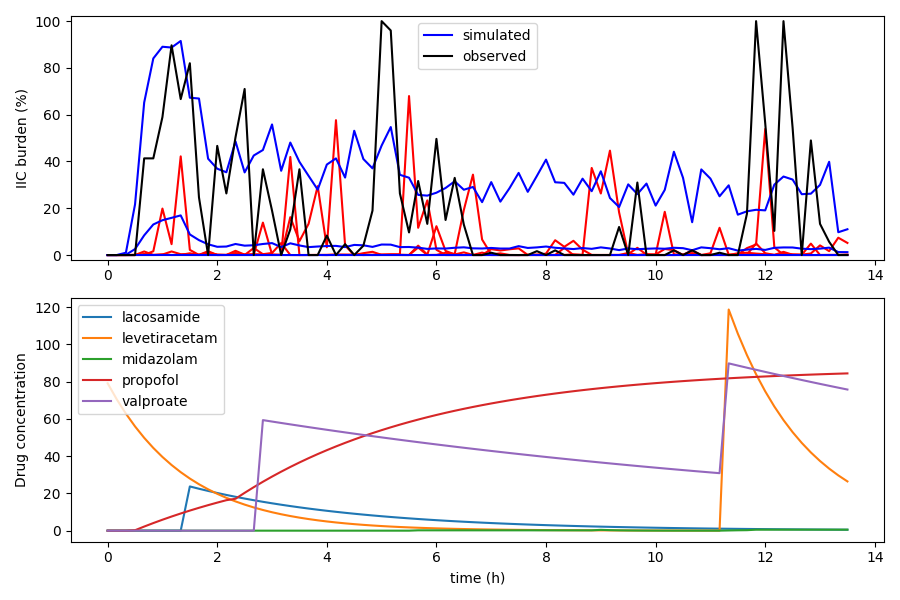 100
80
60
40
20
0
IIC burden (%)
simulated
observed
0 2 4 6 8 10 12 14
120
100
80
60
40
20
0
Drug concentration
lacosamide
levetiracetam
midazolam
propofol
valproate
0 2 4 6 8 10 12 14
time (h)